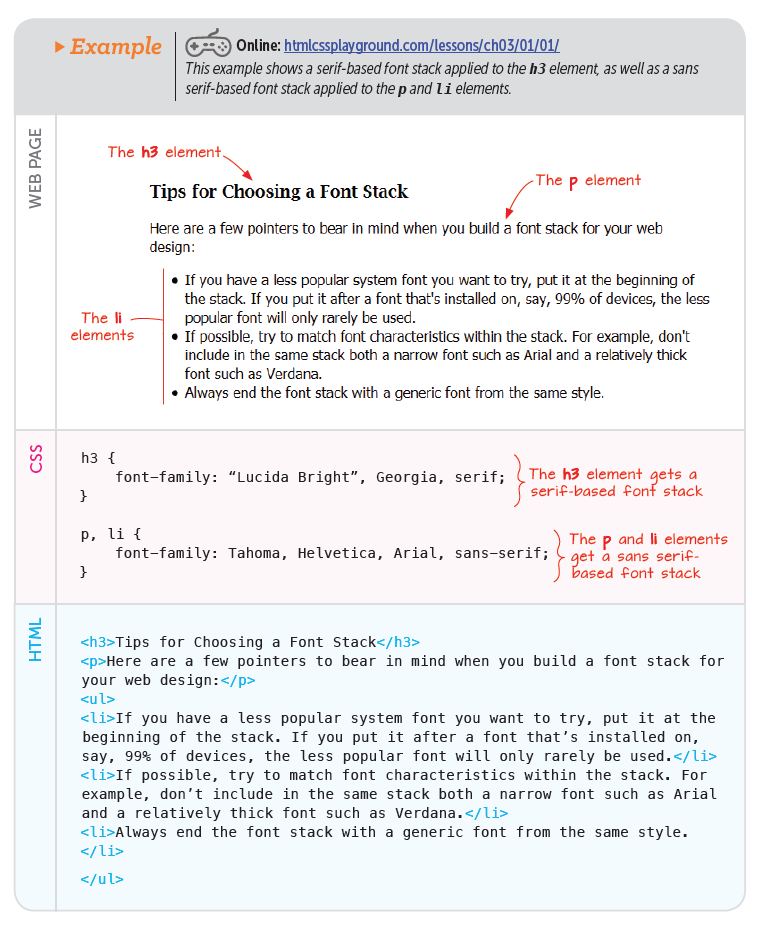 Example
Online: htmlcssplayground.com/lessons/ch03/01/01/
This example shows a serif-based font stack applied to the h3 element, as well as a sans
serif-based font stack applied to the p and li elements.
WEB PAGE
The h3 element
Tips for Choosing a Font Stack
The p element
Here are a few pointers to bear in mind when you build a font stack for your web
design:
The li
elements
• If you have a less popular system font you want to try, put it at the beginning of
the stack. If you put it after a font that's installed on, say, 99% of devices, the less
popular font will only rarely be used.
• If possible, try to match font characteristics within the stack. For example, don't
include in the same stack both a narrow font such as Arial and a relatively thick
font such as Verdana.
• Always end the font stack with a generic font from the same style.
CSS
h3 {
    font-family: “Lucida Bright”, Georgia, serif;
}
The h3 element gets a
serif-based font stack
p, li {
    font-family: Tahoma, Helvetica, Arial, sans-serif;
}
The p and li elements
get a sans serif-
based font stack
HTML
<h3>Tips for Choosing a Font Stack</h3>
<p>Here are a few pointers to bear in mind when you build a font stack for
your web design:</p>
<ul>
<li>If you have a less popular system font you want to try, put it at the
beginning of the stack. If you put it after a font that’s installed on,
say, 99% of devices, the less popular font will only rarely be used.</li>
<li>If possible, try to match font characteristics within the stack. For
example, don’t include in the same stack both a narrow font such as Arial
and a relatively thick font such as Verdana.</li>
<li>Always end the font stack with a generic font from the same style.
</li>
</ul>